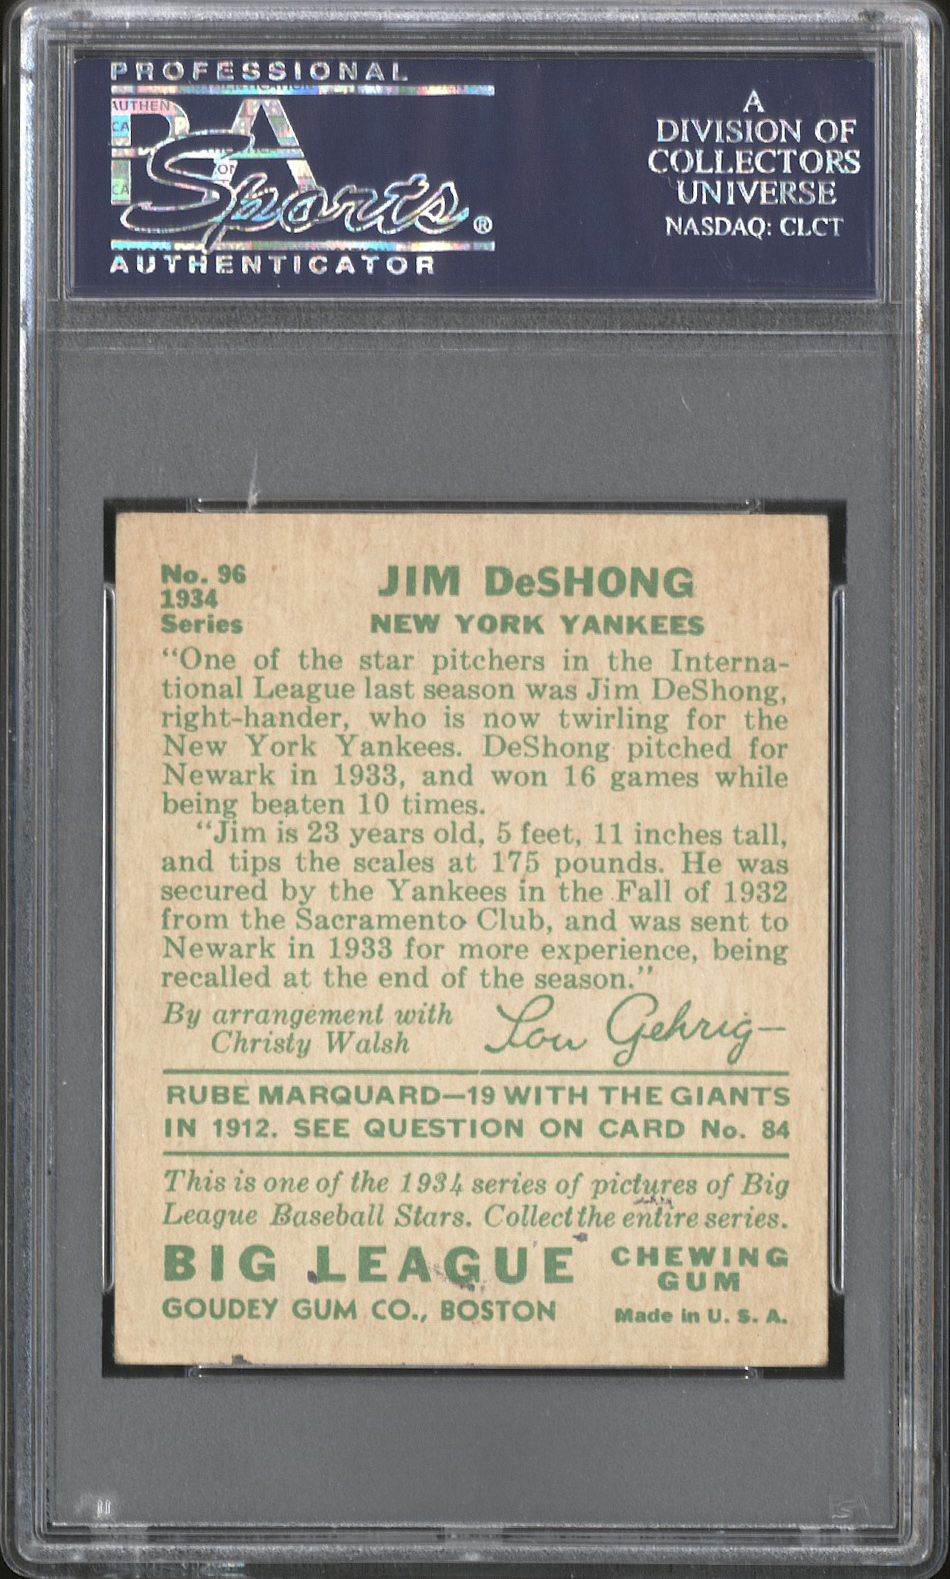 PROFESSIONAL
PSA
Sports®
AUTHENTICATOR
A
DIVISION OF
COLLECTORS
UNIVERSE
NASDAQ: CLCT
No. 96
1934
Series
JIM DeSHONG
NEW YORK YANKEES
“One of the star pitchers in the Interna-
tional League last season was Jim DeShong,
right-hander, who is now twirling for the
New York Yankees. DeShong pitched for
Newark in 1933, and won 16 games while
being beaten 10 times.
“Jim is 23 years old, 5 feet, 11 inches tall,
and tips the scales at 175 pounds. He was
secured by the Yankees in the Fall of 1932
from the Sacramento Club, and was sent to
Newark in 1933 for more experience, being
recalled at the end of the season.”
By arrangement with
Christy Walsh
Lou Gehrig—
RUBE MARQUARD—19 WITH THE GIANTS
IN 1912. SEE QUESTION ON CARD No. 84
This is one of the 1934 series of pictures of Big
League Baseball Stars. Collect the entire series.
BIG LEAGUE
CHEWING
GUM
GOUDEY GUM CO., BOSTON
Made in U. S. A.